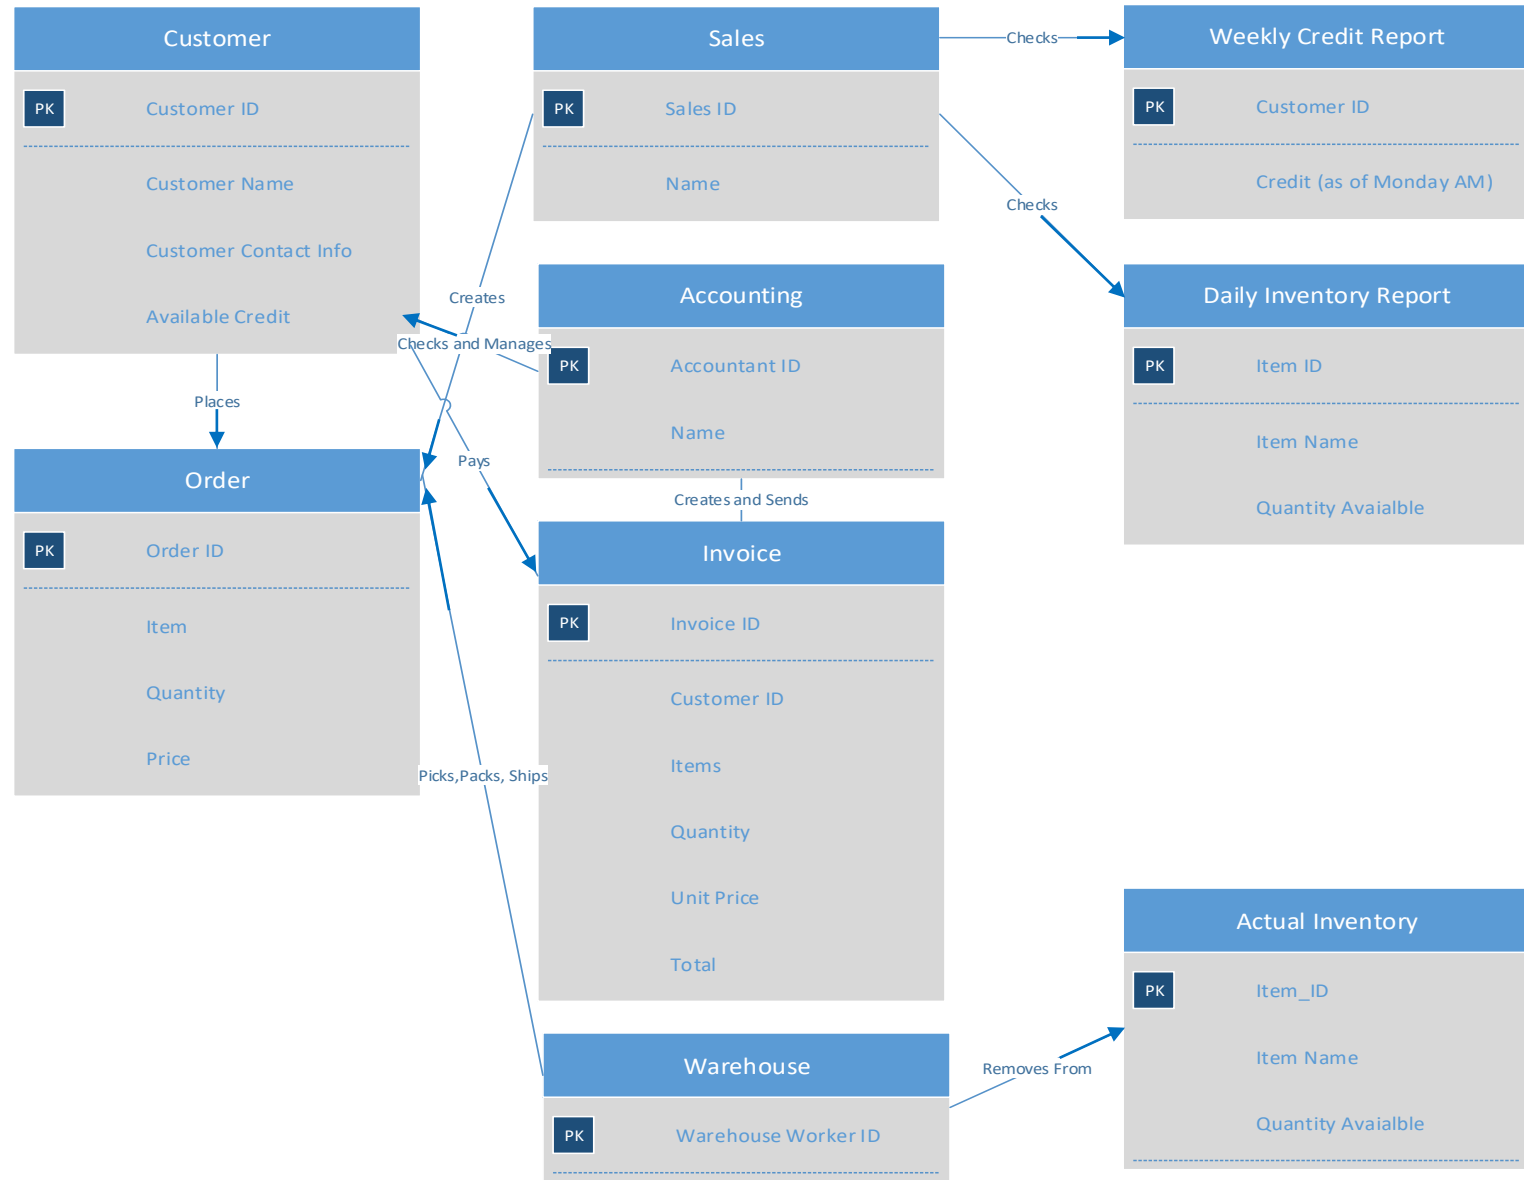 Customer
PK Customer ID
Customer Name
Customer Contact Info
Available Credit
Places
Order
PK Order ID
Item
Quantity
Price
Sales
PK Sales ID
Name
Creates
Checks and Manages
Pays
Accounting
PK Accountant ID
Name
Creates and Sends
Invoice
PK Invoice ID
Customer ID
Items
Quantity
Unit Price
Total
Picks,Packs, Ships
Warehouse
PK Warehouse Worker ID
Checks
Checks
Weekly Credit Report
PK Customer ID
Credit (as of Monday AM)
Daily Inventory Report
PK Item ID
Item Name
Quantity Avaialble
Removes From
Actual Inventory
PK Item_ID
Item Name
Quantity Avaialble